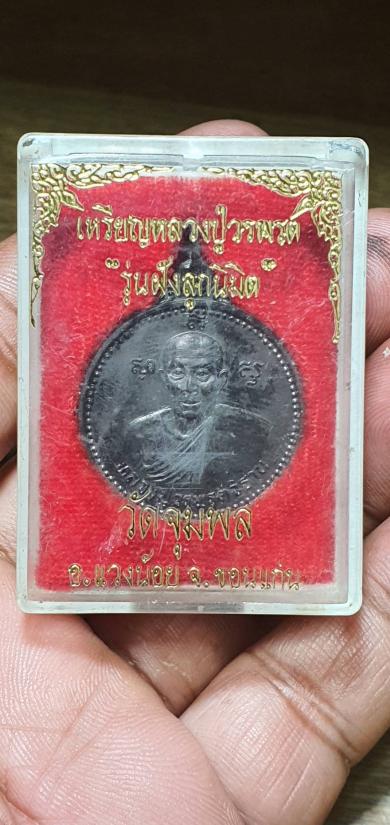 เหรียญหลวงปู่วรพรต
"รุ่นฝังลูกนิมิต"
วัดจุมพล
อ.แวงน้อย จ.ขอนแก่น